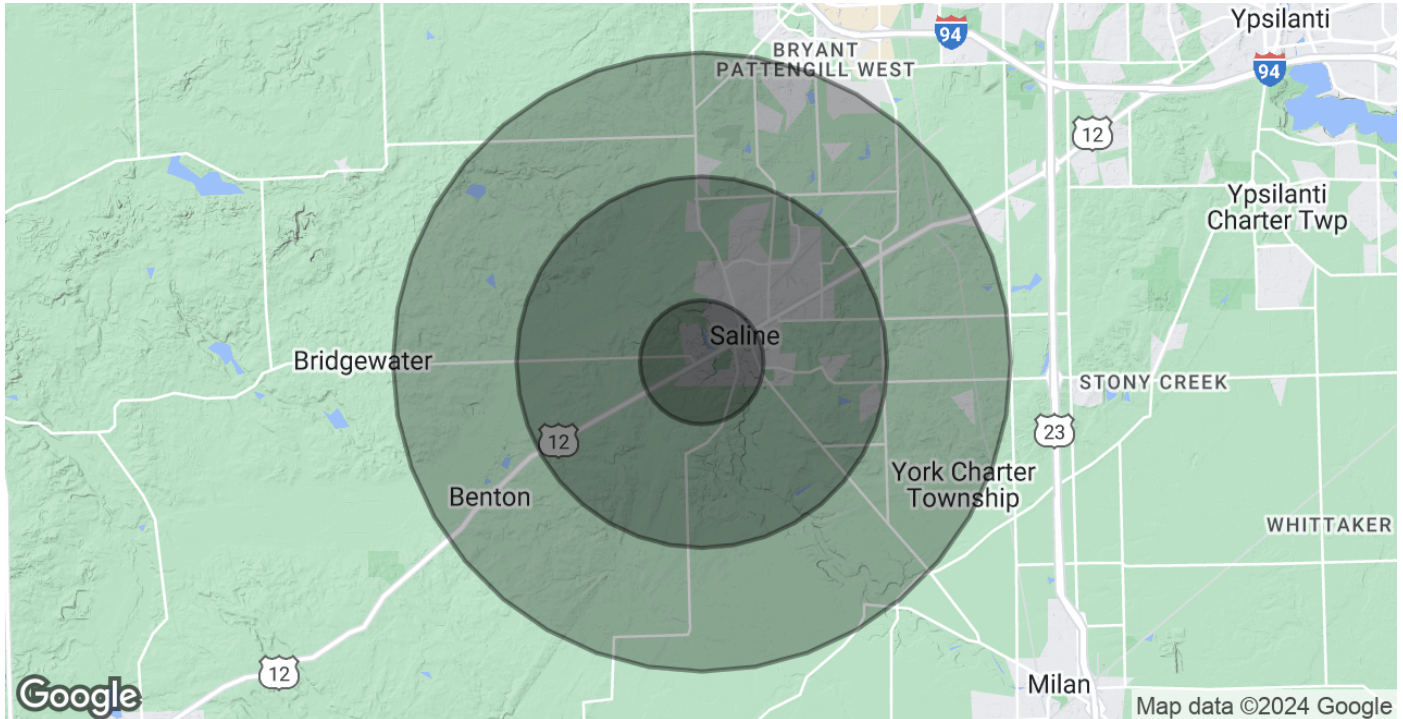 Ypsilanti
94
BRYANT
PATTENGILL WEST
94
12
Ypsilanti
Charter Twp
Saline
Bridgewater
STONY CREEK
23
12
York Charter
Township
Benton
WHITTAKER
12
Milan
Google
Map data ©2024 Google